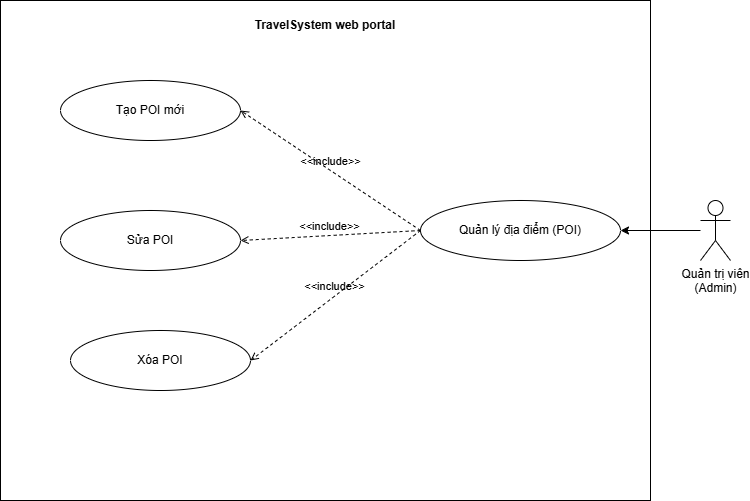 TravelSystem web portal
Tạo POI mới
<<include>>
Sửa POI
<<include>>
Quản lý địa điểm (POI)
<<include>>
Xóa POI
Quản trị viên
(Admin)